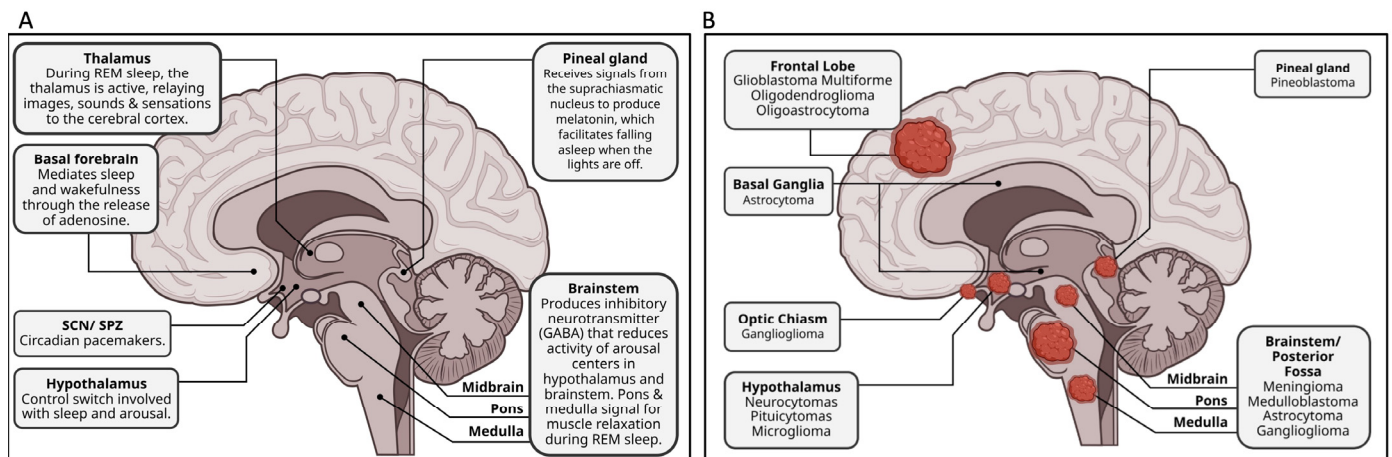 A
Thalamus
During REM sleep, the
thalamus is active, relaying
images, sounds & sensations
to the cerebral cortex.
Basal forebrain
Mediates sleep
and wakefulness
through the release
of adenosine.
SCN/ SPZ
Circadian pacemakers.
Hypothalamus
Control switch involved
with sleep and arousal.
Pineal gland
Receives signals from
the suprachiasmatic
nucleus to produce
melatonin, which
facilitates falling
asleep when the
lights are off.
Brainstem
Produces inhibitory
neurotransmitter
(GABA) that reduces
activity of arousal
centers in
hypothalamus and
brainstem. Pons &
medulla signal for
muscle relaxation
during REM sleep.
Midbrain
Pons
Medulla
B
Frontal Lobe
Glioblastoma Multiforme
Oligodendroglioma
Oligoastrocytoma
Basal Ganglia
Astrocytoma
Optic Chiasm
Ganglioglioma
Hypothalamus
Neurocytomas
Pituicytomas
Microglioma
Pineal gland
Pineoblastoma
Brainstem/
Posterior
Fossa
Meningioma
Medulloblastoma
Astrocytoma
Ganglioglioma
Midbrain
Pons
Medulla